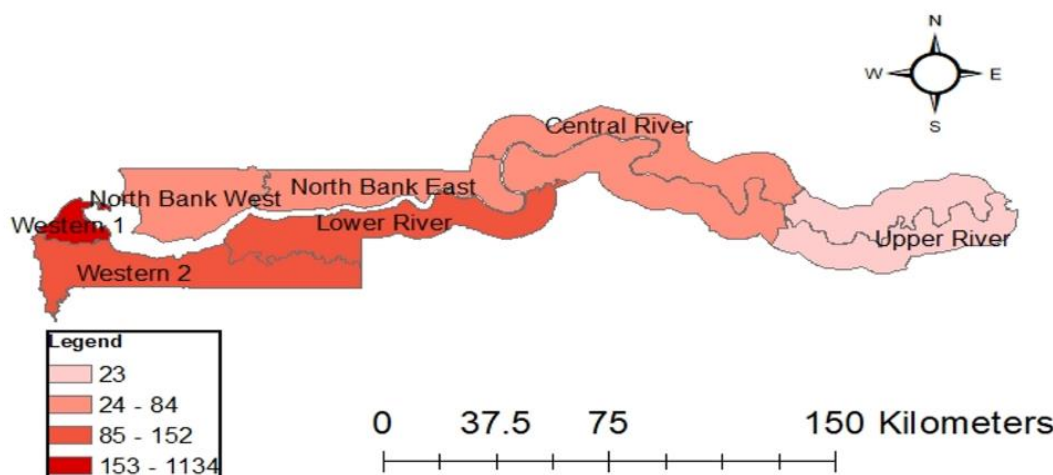 N
W E
S
Central River
North Bank West
North Bank East
Western 1
Lower River
Upper River
Western 2
Legend
23
24 - 84
85 - 152
153 - 1134
0 37.5 75 150 Kilometers